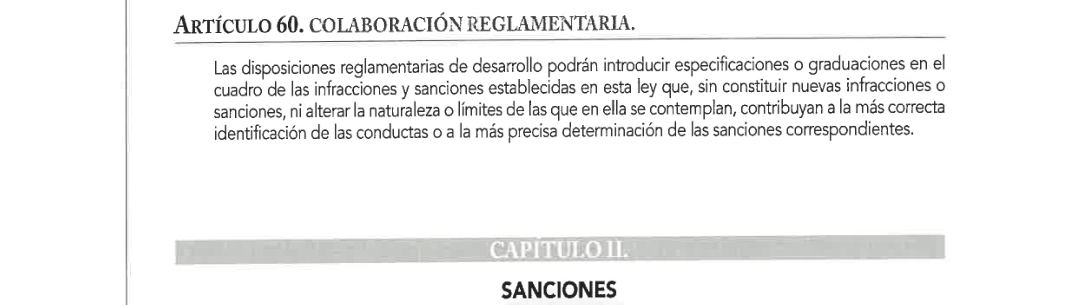 ARTÍCULO 60. COLABORACIÓN REGLAMENTARIA.
Las disposiciones reglamentarias de desarrollo podrán introducir especificaciones o graduaciones en el
cuadro de las infracciones y sanciones establecidas en esta ley que, sin constituir nuevas infracciones o
sanciones, ni alterar la naturaleza o límites de las que en ella se contemplan, contribuyan a la más correcta
identificación de las conductas o a la más precisa determinación de las sanciones correspondientes.
CAPÍTULO II.
SANCIONES